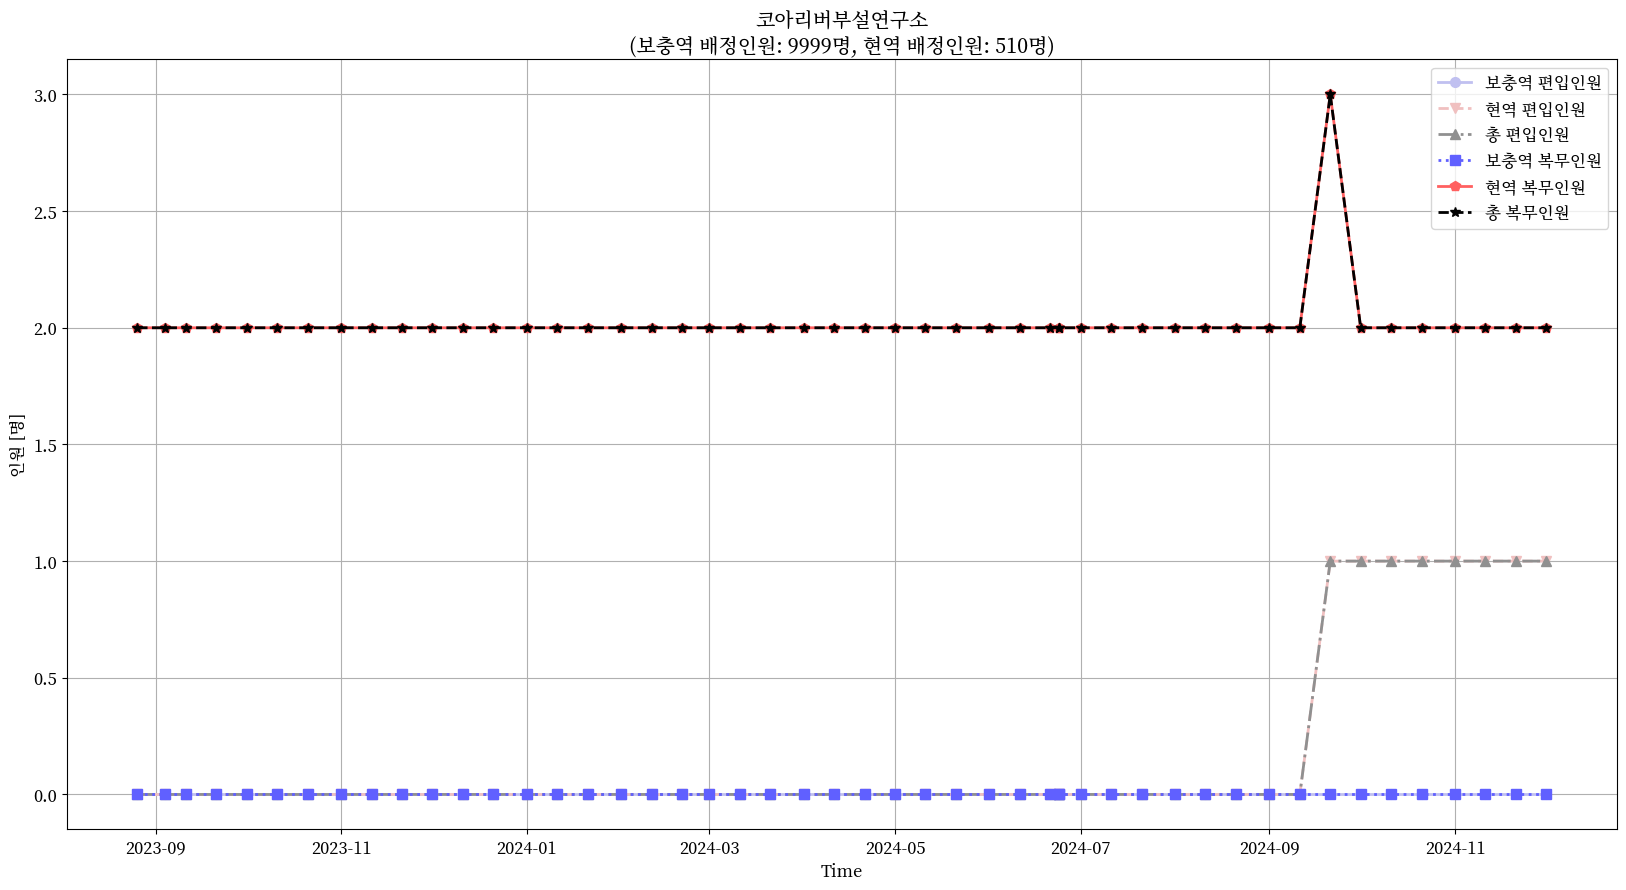 코아리버부설연구소
(보충역 배정인원: 9999명, 현역 배정인원: 510명)
보충역 편입인원
현역 편입인원
총 편입인원
보충역 복무인원
현역 복무인원
총 복무인원
3.0
2.5
2.0
1.5
1.0
0.5
0.0
인원 [명]
2023-09
2023-11
2024-01
2024-03
2024-05
2024-07
2024-09
2024-11
Time